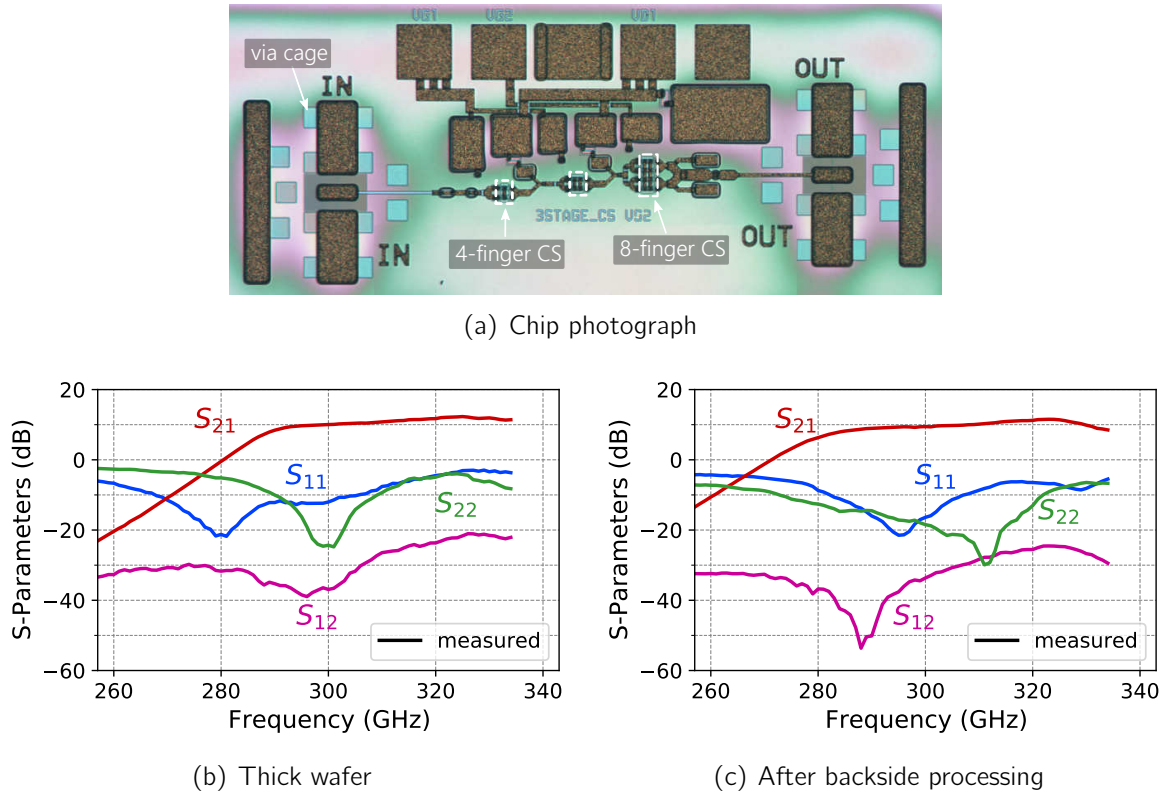 VG1 VG2 VD1
via cage
IN
OUT
3STAGE_CS VG2
IN
OUT
4-finger CS
8-finger CS
(a) Chip photograph
20
0
−20
−40
−60
S-Parameters (dB)
S21
S11
S22
S12
measured
260 280 300 320 340
Frequency (GHz)
(b) Thick wafer
20
0
−20
−40
−60
S-Parameters (dB)
S21
S11
S22
S12
measured
260 280 300 320 340
Frequency (GHz)
(c) After backside processing